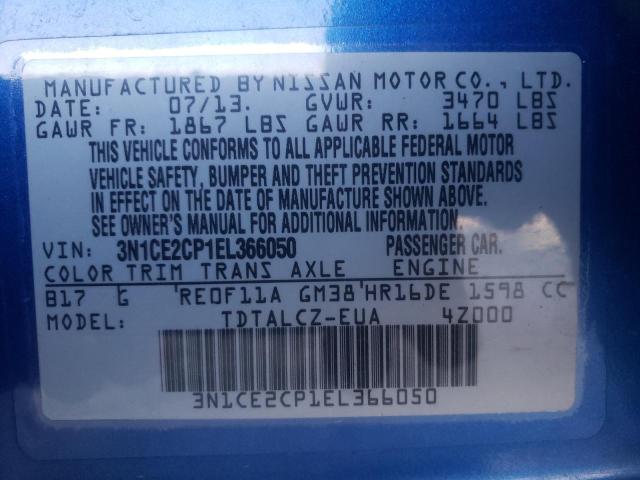 MANUFACTURED BY NISSAN MOTOR CO., LTD.
DATE: 07/13. GVWR: 3470 LBS
GAWR FR: 1867 LBS GAWR RR: 1664 LBS
THIS VEHICLE CONFORMS TO ALL APPLICABLE FEDERAL MOTOR
VEHICLE SAFETY, BUMPER AND THEFT PREVENTION STANDARDS
IN EFFECT ON THE DATE OF MANUFACTURE SHOWN ABOVE.
SEE OWNER'S MANUAL FOR ADDITIONAL INFORMATION.
VIN: 3N1CE2CP1EL366050 PASSENGER CAR.
COLOR TRIM TRANS AXLE ENGINE
B17 G RE0F11A GM38 HR16DE 1598 CC
MODEL: TDTALCZ-EUA 4Z000
3N1CE2CP1EL366050